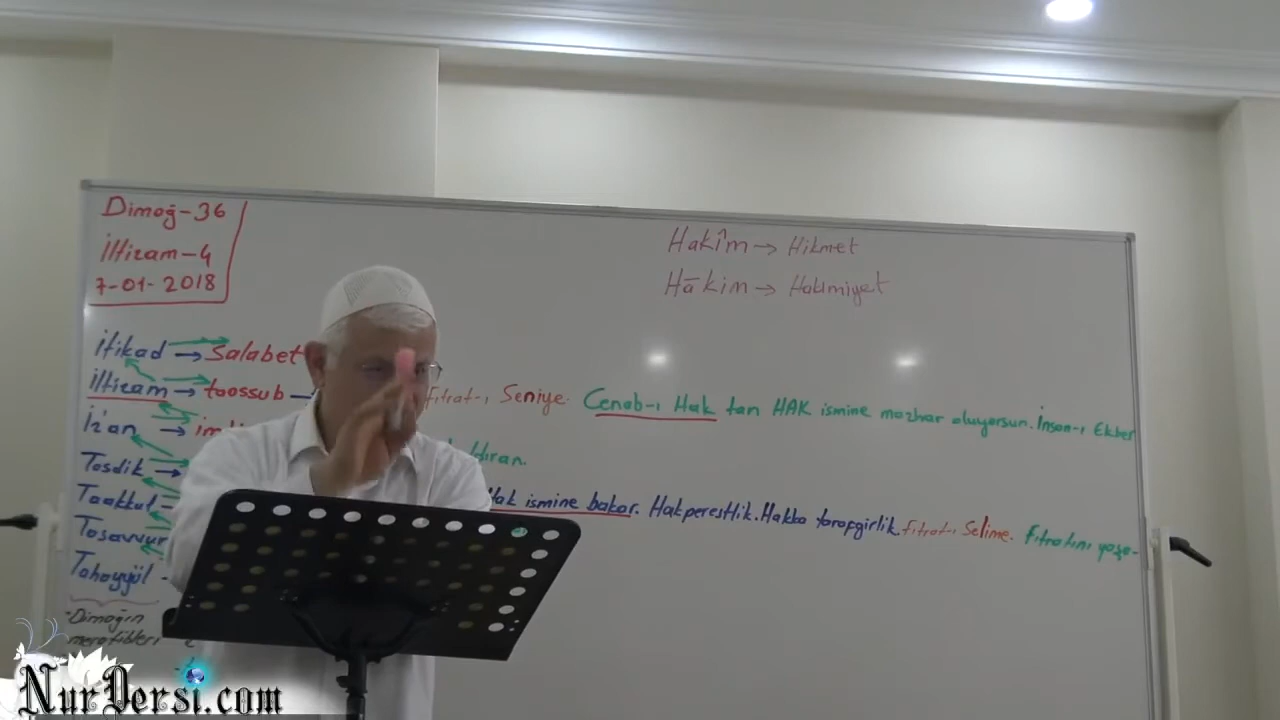 Dimağ-36
İltizam-4
7-01-2018
Hakîm → Hikmet
Hākim → Hakimiyet
İtikad → Salabet
İltizam → taassub →
Fıtrat-ı Seniye. Cenab-ı Hak tan HAK ismine mazhar oluyorsun. İnsan-ı Ekber
İz'an →
Tasdik →
Hak ismine bakar. Hakperestlik. Hakka tarafgirlik. fıtrat-ı Selime. Fıtratını yaşa-
Taakkul
Tasavvur
Tahayyül
Dimağın
meratibleri
NurDersi.com